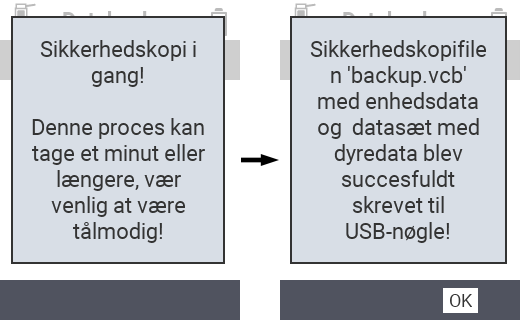 Sikkerhedskopi i
gang!
Denne proces kan
tage et minut eller
længere, vær
venlig at være
tålmodig!
Sikkerhedskopifile
n 'backup.vcb'
med enhedsdata
og  datasæt med
dyredata blev
succesfuldt
skrevet til
USB-nøgle!
OK